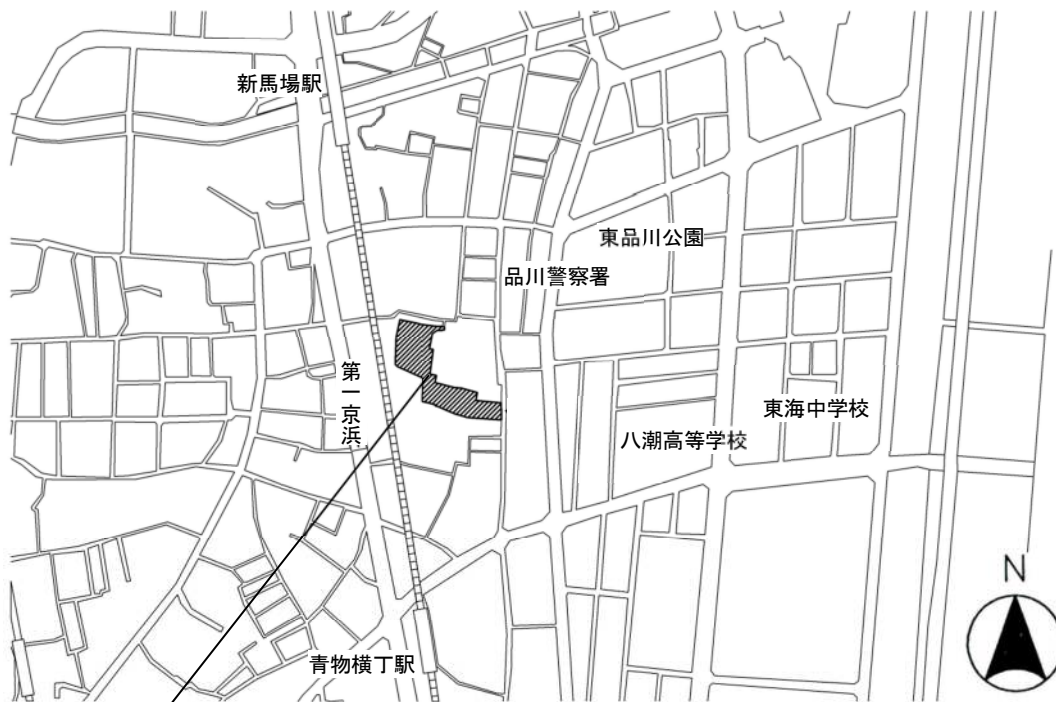 新馬場駅
東品川公園
品川警察署
第一京浜
東海中学校
八潮高等学校
N
青物横丁駅